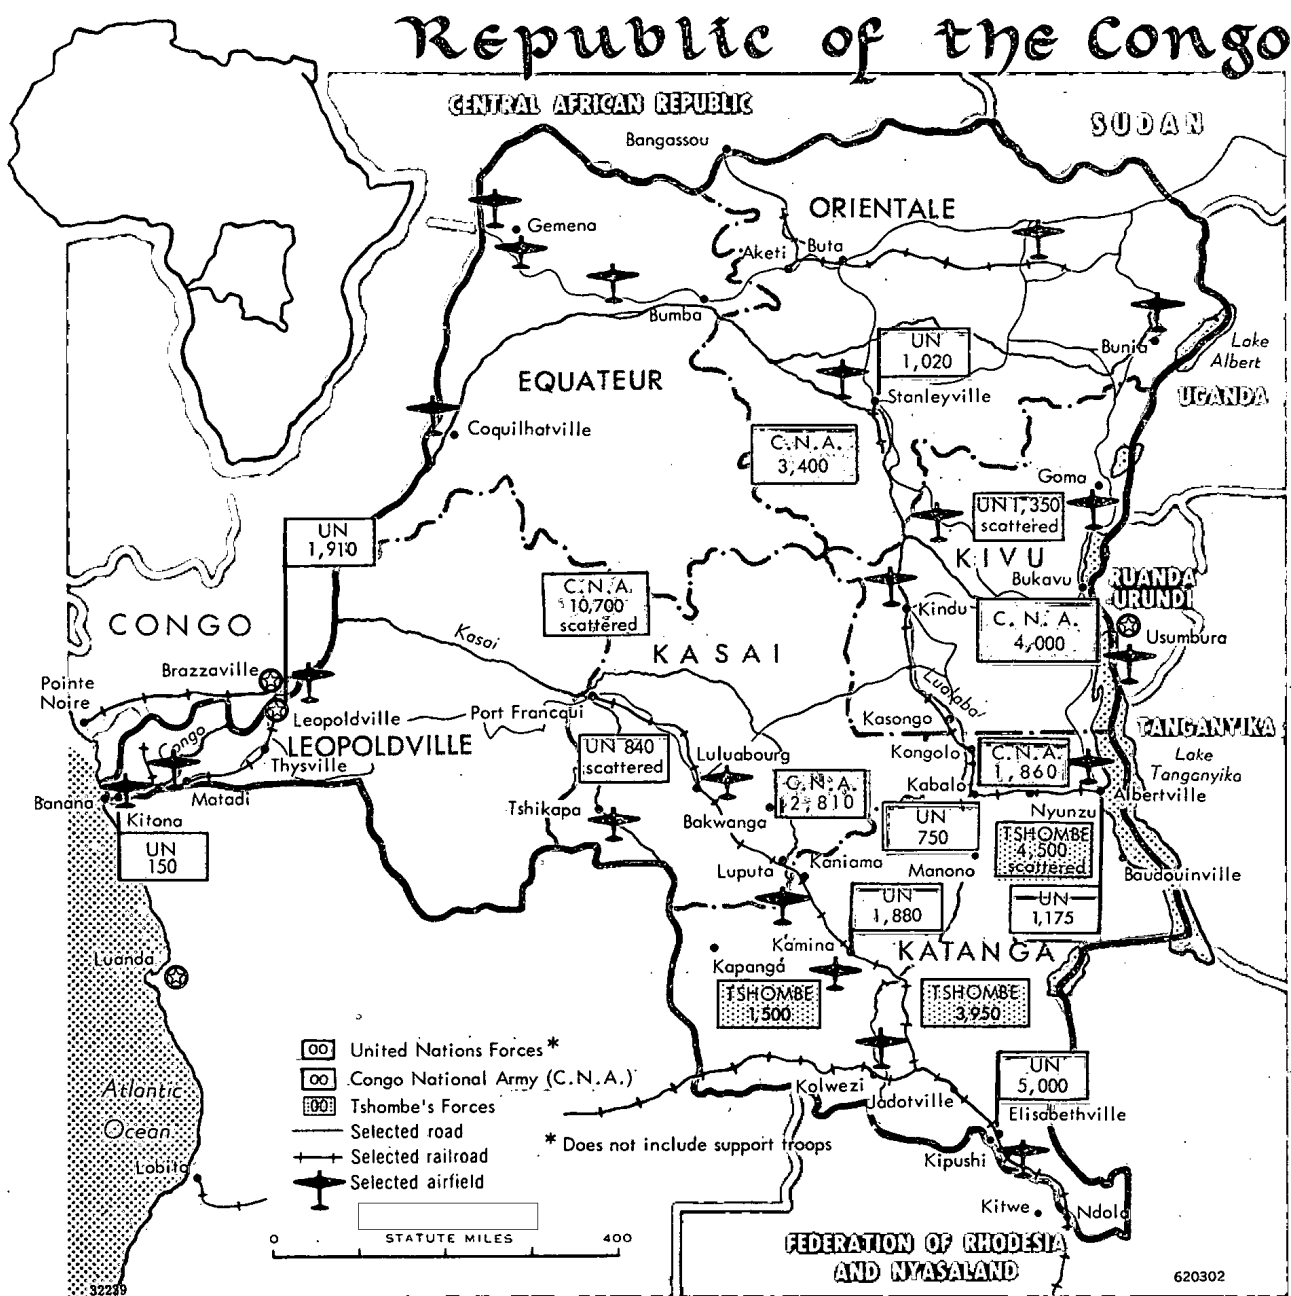 Republic of the Congo
CENTRAL AFRICAN REPUBLIC
SUDAN
Bangassou
ORIENTALE
Gemena
Aketi
Buta
Bumba
UN
1,020
Bunia
Lake
Albert
UGANDA
EQUATEUR
Stanleyville
Coquilhatville
C.N.A.
3,400
Goma
UN 1,350
scattered
UN
1,910
KIVU
Bukavu
RUANDA
URUNDI
C.N.A.
10,700
scattered
Kindu
C.N.A.
4,000
Usumbura
CONGO
Kasai
KASAI
Brazzaville
Pointe
Noire
Lualaba
Leopoldville
Port Francqui
Kasongo
TANGANYIKA
Congo
LEOPOLDVILLE
Thysville
UN 840
scattered
Luluabourg
Kongolo
C.N.A.
1,860
Lake
Tanganyika
Banana
Matadi
Kitona
Tshikapa
Bakwanga
C.N.A.
2,810
Kabalo
Nyunzu
Albertville
UN
150
UN
750
TSHOMBE
4,500
scattered
Luputa
Kaniama
Manono
Baudouinville
UN
1,880
UN
1,175
Kamina
KATANGA
Luanda
Kapanga
TSHOMBE
1,500
TSHOMBE
3,950
United Nations Forces*
Congo National Army (C.N.A.)
Tshombe's Forces
Selected road
Selected railroad
Selected airfield
* Does not include support troops
Atlantic
Ocean
Lobito
Kolwezi
Jadotville
UN
5,000
Elisabethville
Kipushi
Kitwe
Ndola
0
STATUTE MILES
400
FEDERATION OF RHODESIA
AND NYASALAND
32239
620302